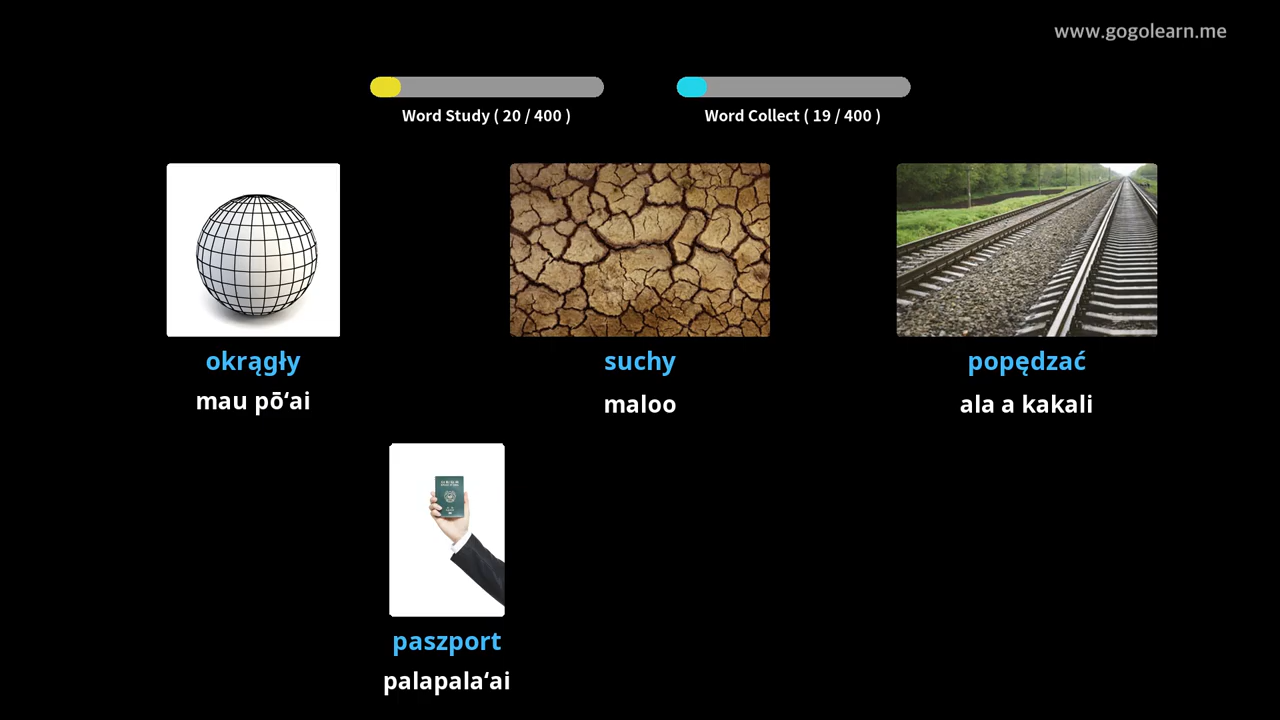 www.gogolearn.me
Word Study ( 20 / 400 )
Word Collect ( 19 / 400 )
okrągły
suchy
popędzać
mau pōʻai
maloo
ala a kakali
paszport
palapalaʻai